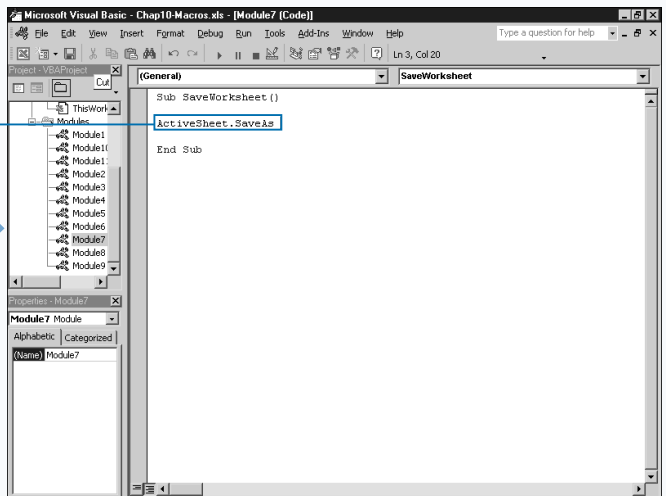 Microsoft Visual Basic - Chap10-Macros.xls - [Module7 (Code)]
File Edit View Insert Format Debug Run Tools Add-Ins Window Help
Type a question for help
Ln 3, Col 20
Project - VBAProject
Cut
(General)
SaveWorksheet
ThisWork
Modules
Module1
Module10
Module11
Module2
Module3
Module4
Module5
Module6
Module7
Module8
Module9
Sub SaveWorksheet()
ActiveSheet.SaveAs
End Sub
Properties - Module7
Module7 Module
Alphabetic Categorized
(Name) Module7